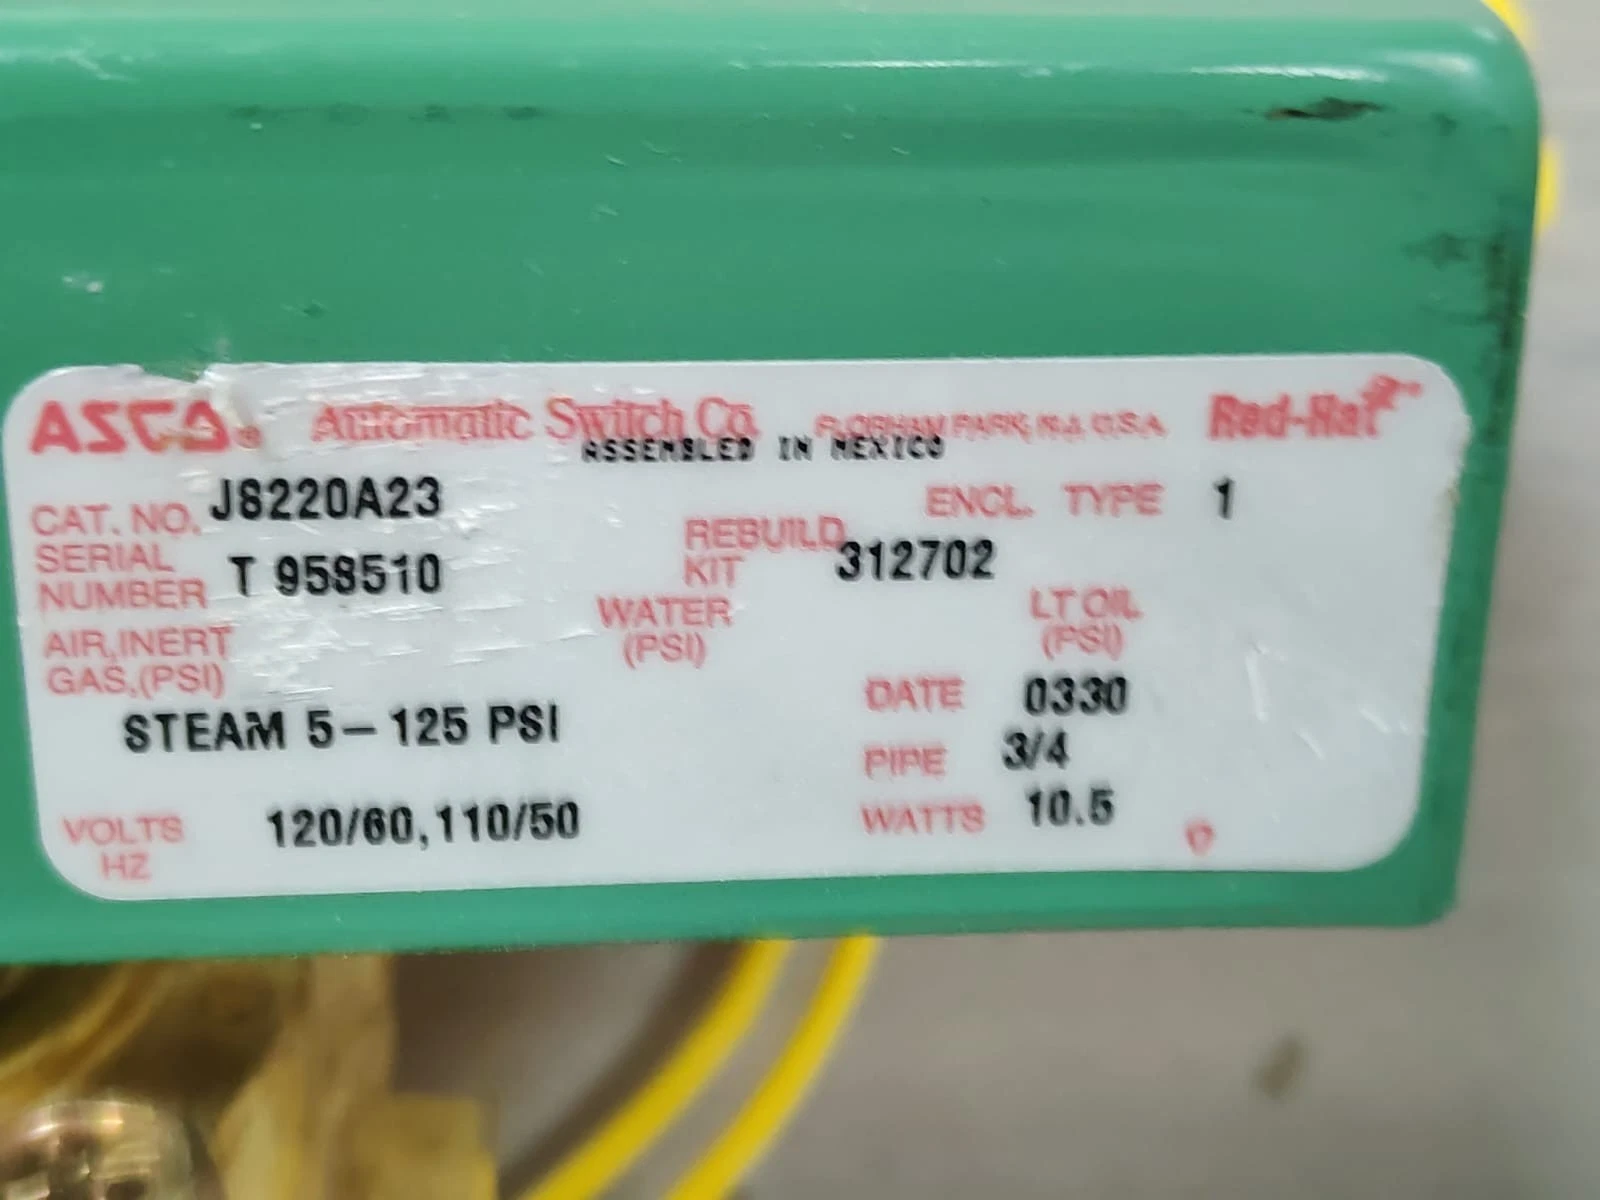 ASCO® Automatic Switch Co. FLORHAM PARK, N.J. U.S.A. Red-Hat
ASSEMBLED IN MEXICO
CAT. NO. J8220A23
ENCL. TYPE 1
SERIAL NUMBER T 958510
REBUILD KIT 312702
AIR, INERT GAS, (PSI)
WATER (PSI)
LT OIL (PSI)
STEAM 5-125 PSI
DATE 0330
PIPE 3/4
VOLTS HZ 120/60, 110/50
WATTS 10.5